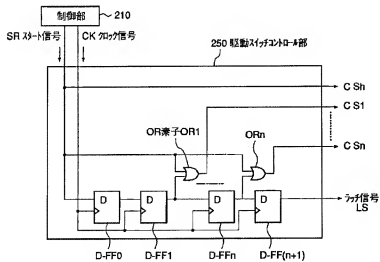 制御部
210
SR スタート信号
CK クロック信号
250 駆動スイッチコントロール部
C Sh
C S1
OR素子OR1
ORn
C Sn
D
D
D
D
ラッチ信号
LS
D-FF0
D-FF1
D-FFn
D-FF(n+1)